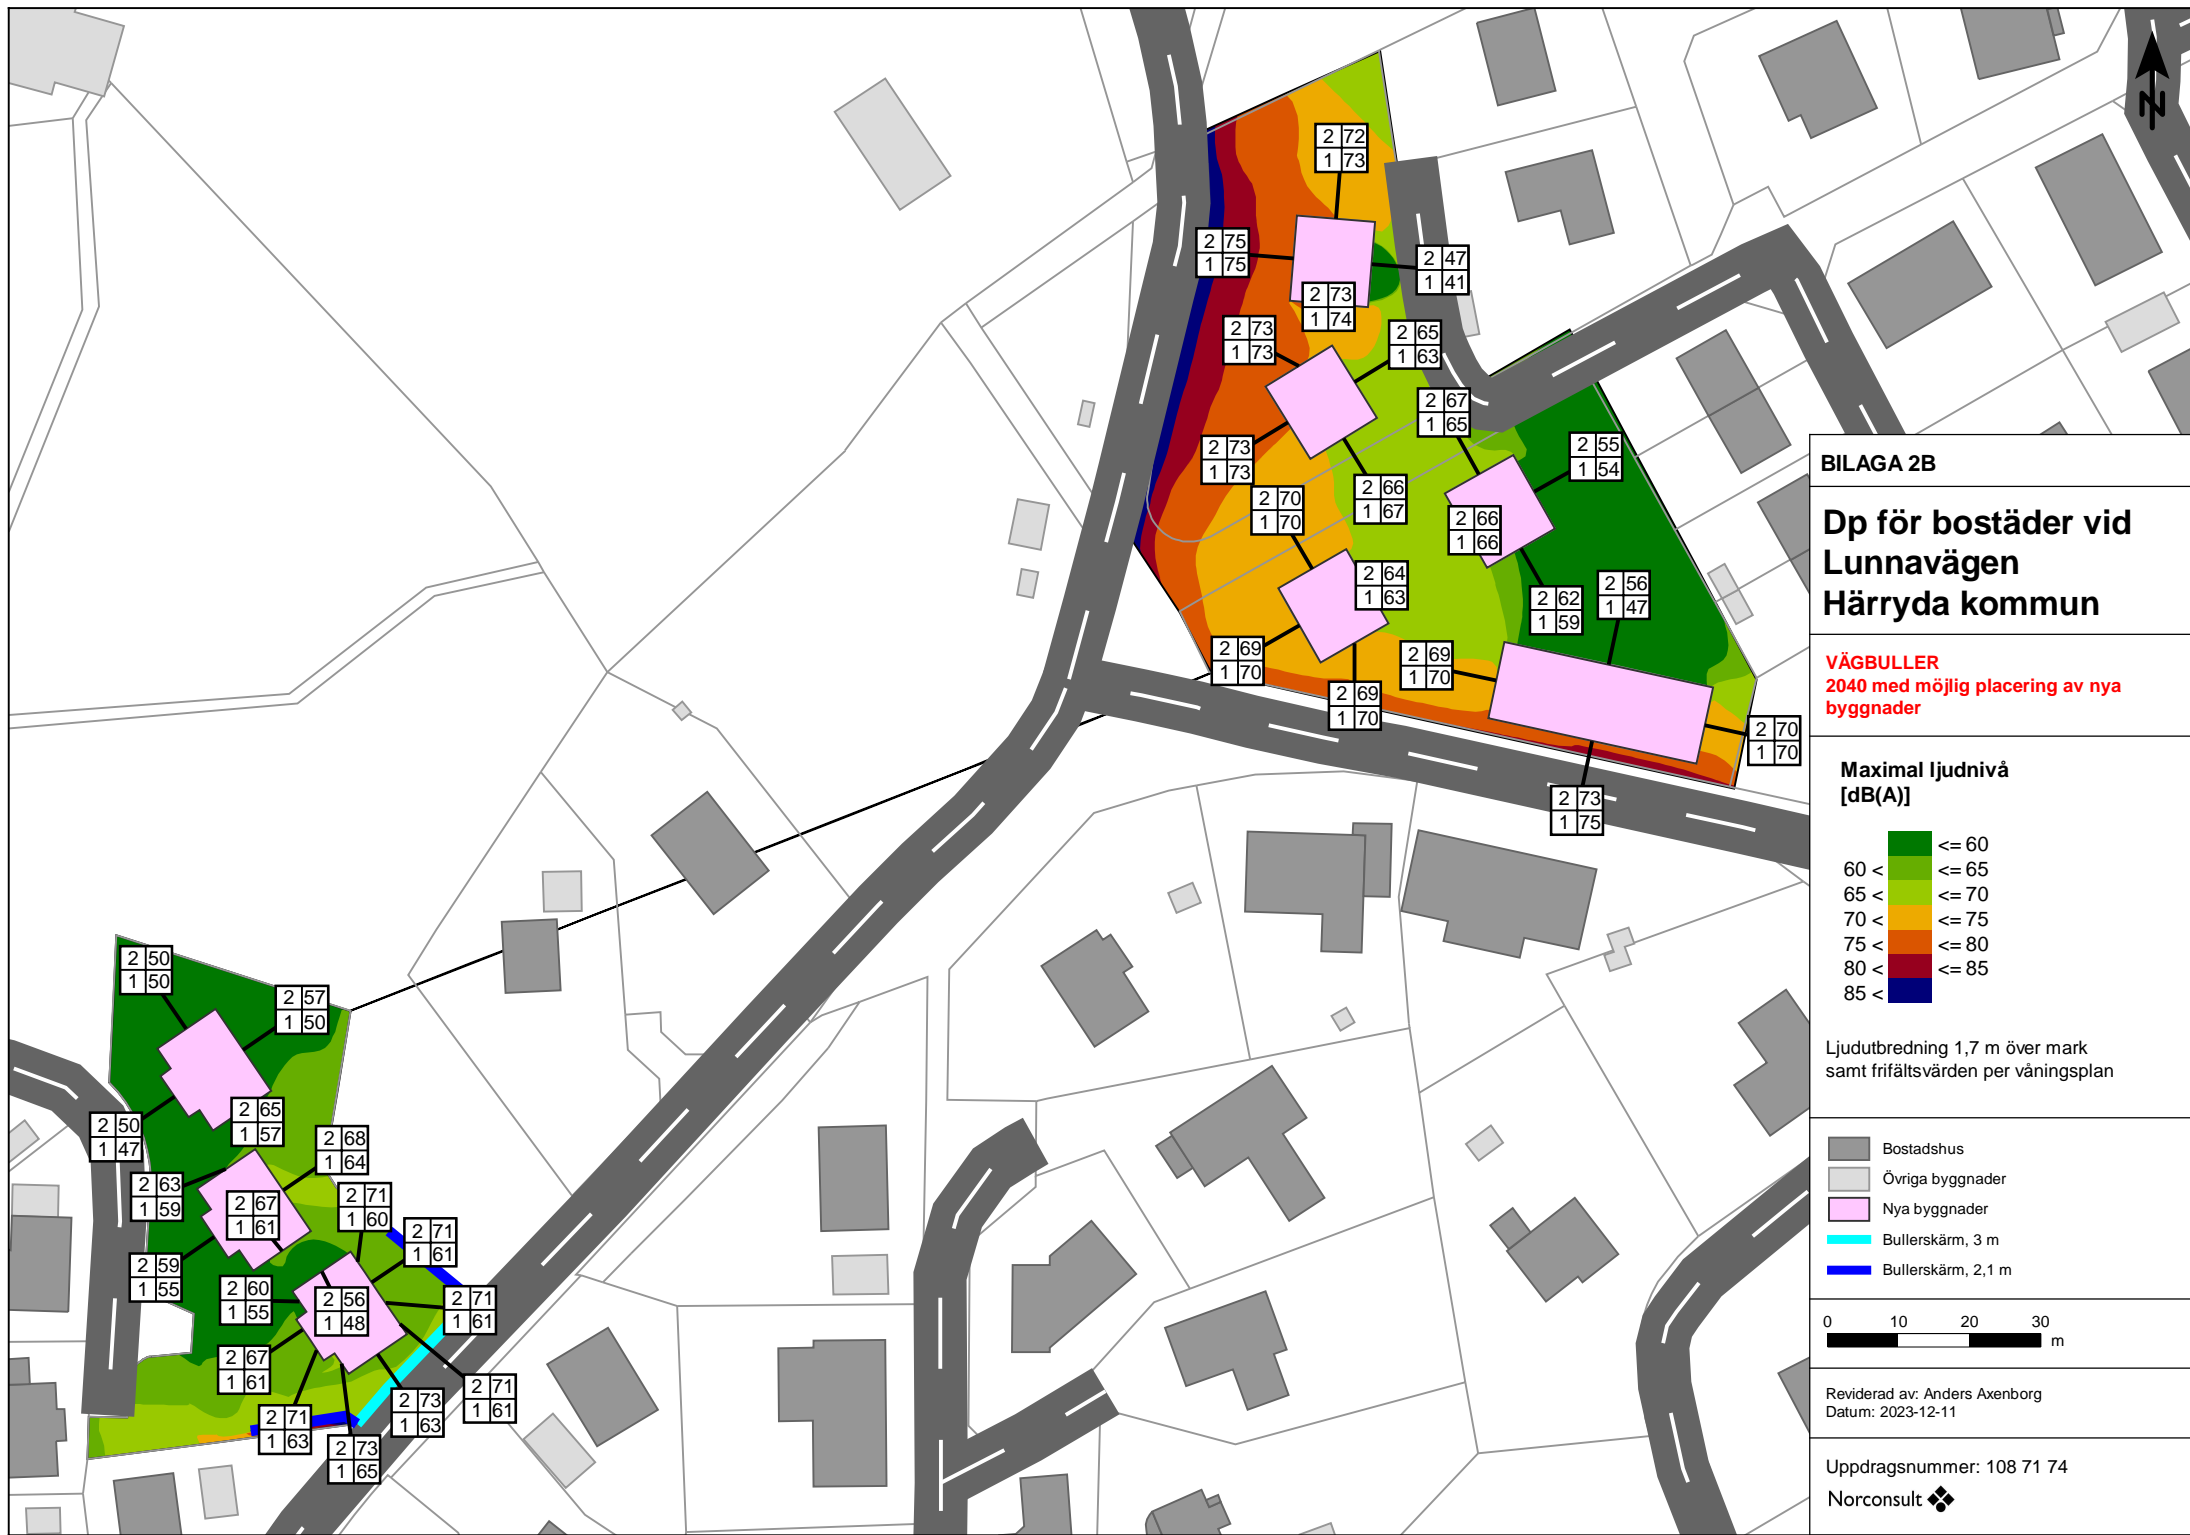 2 72
1 73
2 75
1 75
2 47
1 41
2 73
1 74
2 73
1 73
2 65
1 63
2 67
1 65
2 73
1 73
2 55
1 54
2 66
1 67
2 70
1 70
2 66
1 66
2 64
1 63
2 62
1 59
2 56
1 47
2 69
1 70
2 69
1 70
2 69
1 70
2 70
1 70
2 73
1 75
2 50
1 50
2 57
1 50
2 65
1 57
2 50
1 47
2 68
1 64
2 63
1 59
2 67
1 61
2 71
1 60
2 71
1 61
2 59
1 55
2 60
1 55
2 56
1 48
2 71
1 61
2 67
1 61
2 71
1 61
2 73
1 63
2 71
1 63
2 73
1 65
N
BILAGA 2B
Dp för bostäder vid
Lunnavägen
Härryda kommun
VÄGBULLER
2040 med möjlig placering av nya
byggnader
Maximal ljudnivå
[dB(A)]
<= 60
60 < <= 65
65 < <= 70
70 < <= 75
75 < <= 80
80 < <= 85
85 <
Ljudutbredning 1,7 m över mark
samt frifältsvärden per våningsplan
Bostadshus
Övriga byggnader
Nya byggnader
Bullerskärm, 3 m
Bullerskärm, 2,1 m
0 10 20 30
m
Reviderad av: Anders Axenborg
Datum: 2023-12-11
Uppdragsnummer: 108 71 74
Norconsult